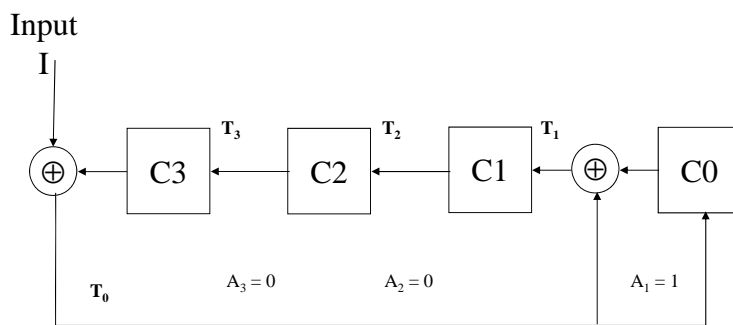 Input
I
T₃ T₂ T₁
⊕ C3 C2 C1 ⊕ C0
T₀ A₃ = 0 A₂ = 0 A₁ = 1